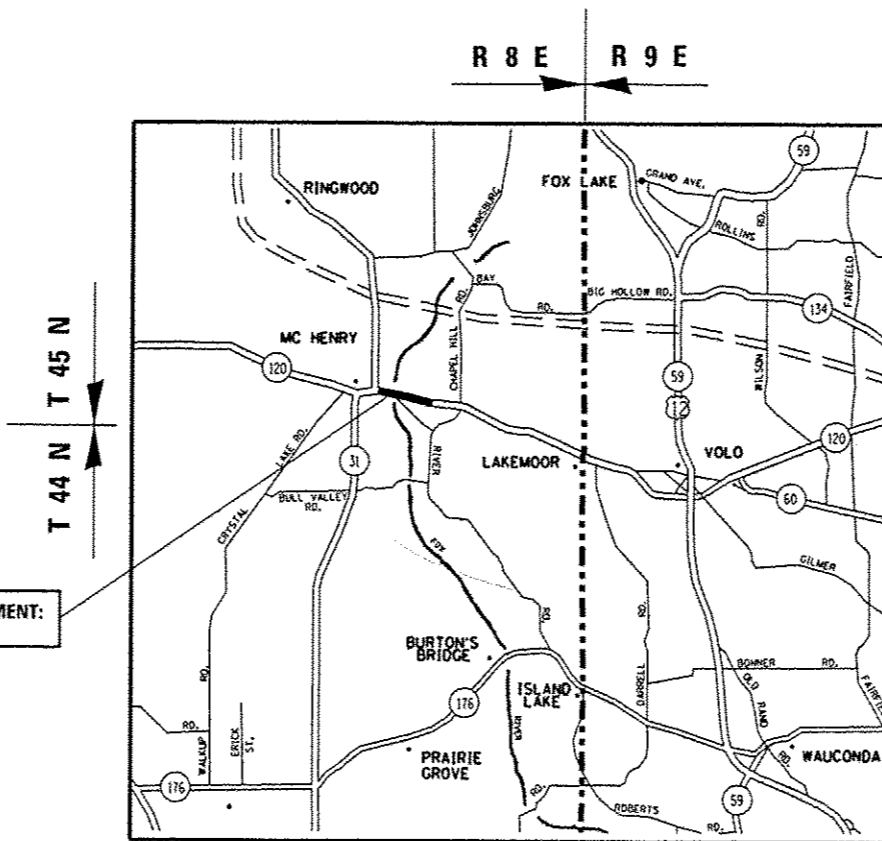 R 8 E R 9 E
T 45 N
T 44 N
59
FOX LAKE
GRAND AVE.
RINGWOOD
JOHNSBURG
ROLLINS
RD.
FAIRFIELD
BAY
RD.
RD.
BIG HOLLOW RD.
134
MC HENRY
CHAPEL HILL
WILSON
120
59
12
120
LAKE RD.
CRYSTAL
31
RIVER
LAKEMOOR
VOLO
BULL VALLEY
RD.
60
FOX
GILMER
MENT:
RD.
RD.
BURTON'S
BRIDGE
DARRELL
BONNER RD.
ISLAND
LAKE
OLD
RAND
RD.
FAIRFI
176
RD.
RD.
WALKUP
ERICK
ST.
RIVER
PRAIRIE
GROVE
WAUCONDA
176
RD.
ROBERTS
RD.
59